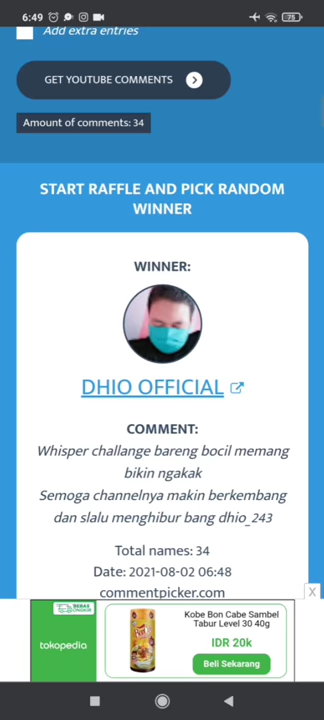 6:49
73
Add extra entries
GET YOUTUBE COMMENTS
Amount of comments: 34
START RAFFLE AND PICK RANDOM
WINNER
WINNER:
DHIO OFFICIAL
COMMENT:
Whisper challange bareng bocil memang
bikin ngakak
Semoga channelnya makin berkembang
dan slalu menghibur bang dhio_243
Total names: 34
Date: 2021-08-02 06:48
commentpicker.com
X
BEBAS
ONGKIR
tokopedia
Kobe Bon Cabe Sambel
Tabur Level 30 40g
IDR 20k
Beli Sekarang